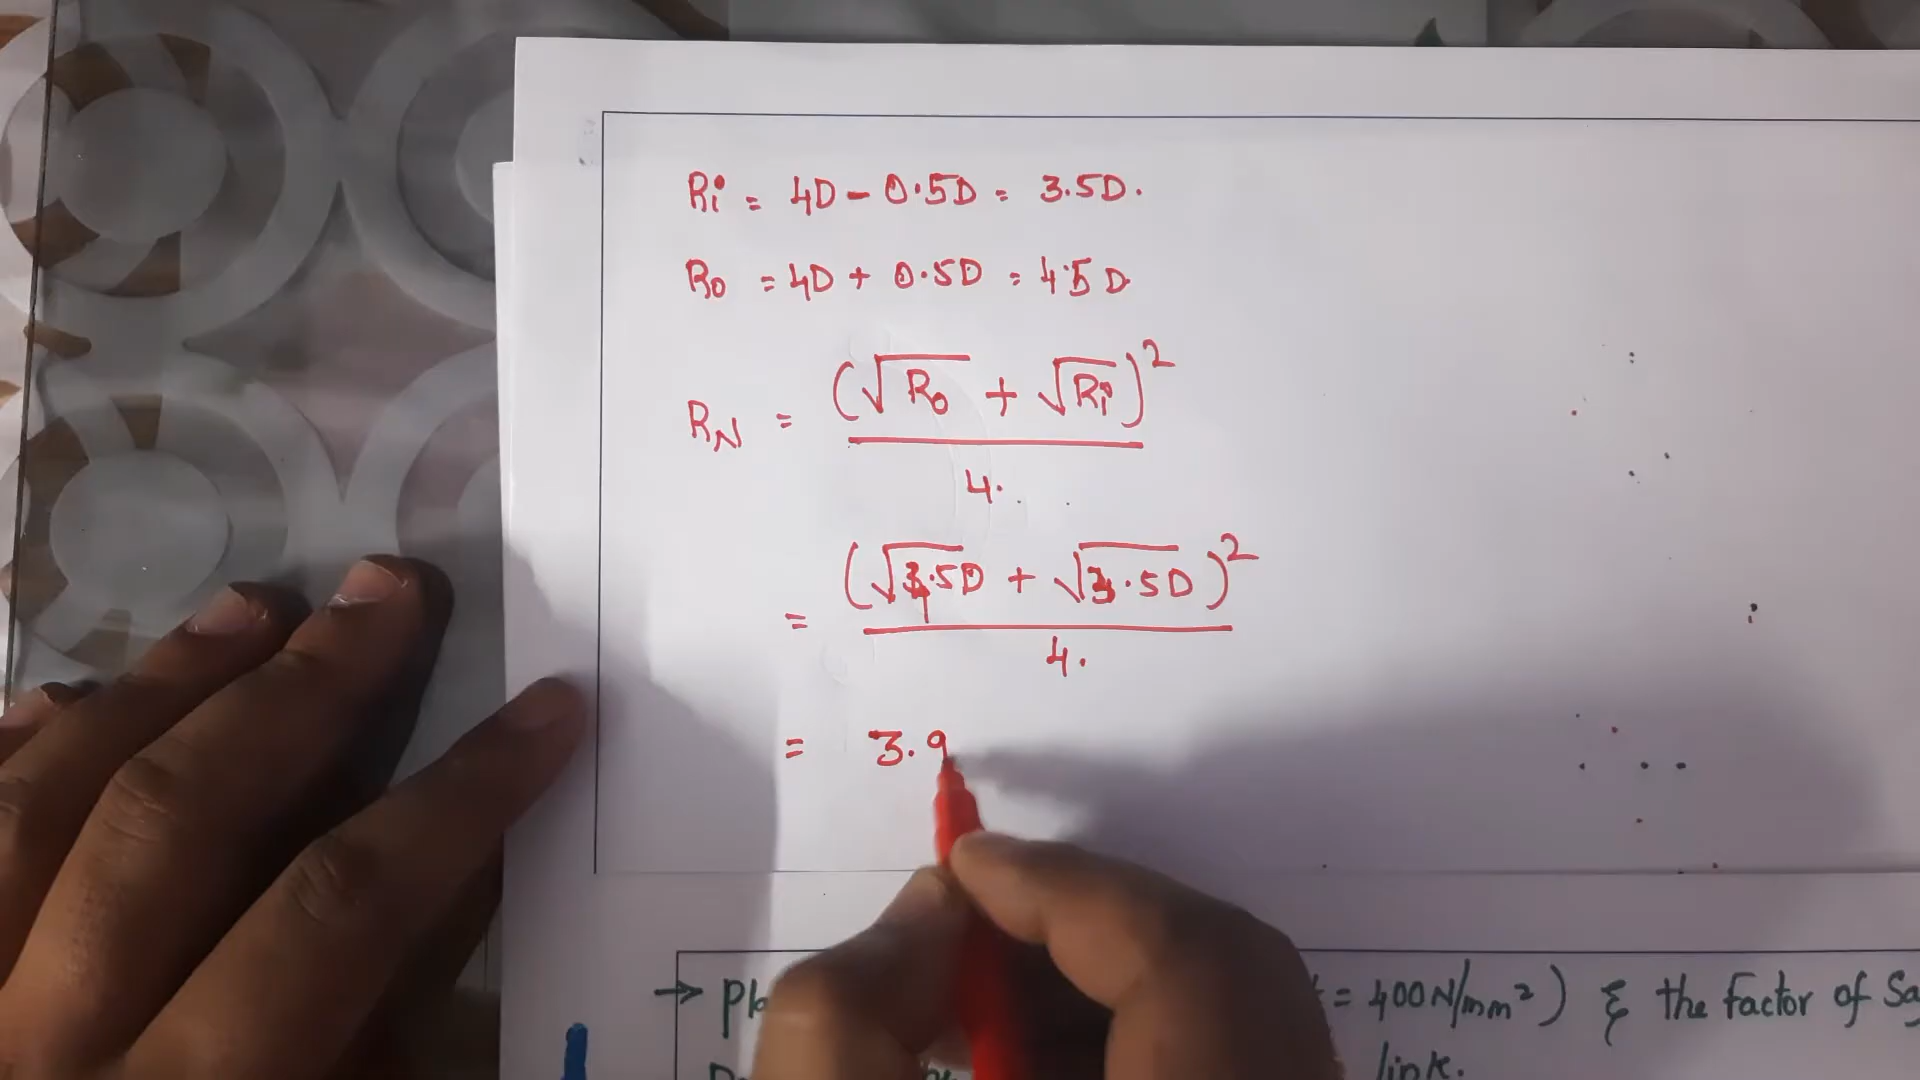 Ri = 4D - 0.5D = 3.5D.
Ro = 4D + 0.5D = 4.5D
RN = (√Ro + √Ri)² / 4.
= (√4.5D + √3.5D)² / 4.
= 3.9
→ = 400N/mm² ) & the factor of
link.